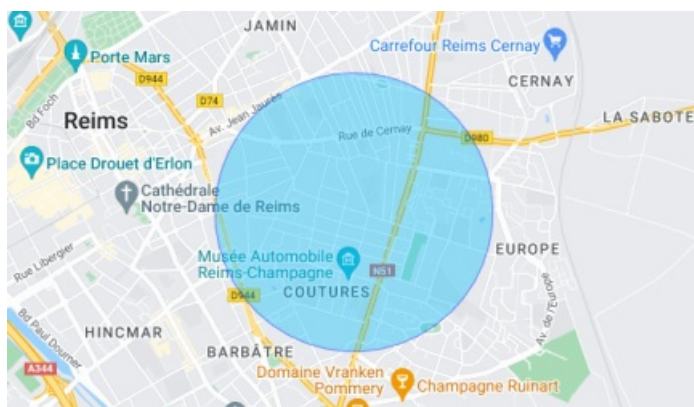 JAMIN
Carrefour Reims Cernay
Porte Mars
D944
CERNAY
Bd Foch
D74
Av. Jean Jaurès
LA SABOTE
Reims
Rue de Cernay
D980
Place Drouet d'Erlon
Cathédrale
Notre-Dame de Reims
Musée Automobile
Reims-Champagne
EUROPE
Rue Libergier
N51
D944
COUTURES
Av. de l'Europe
HINCMAR
Bd Paul Doumer
BARBÂTRE
A344
Domaine Vranken
Pommery
Champagne Ruinart